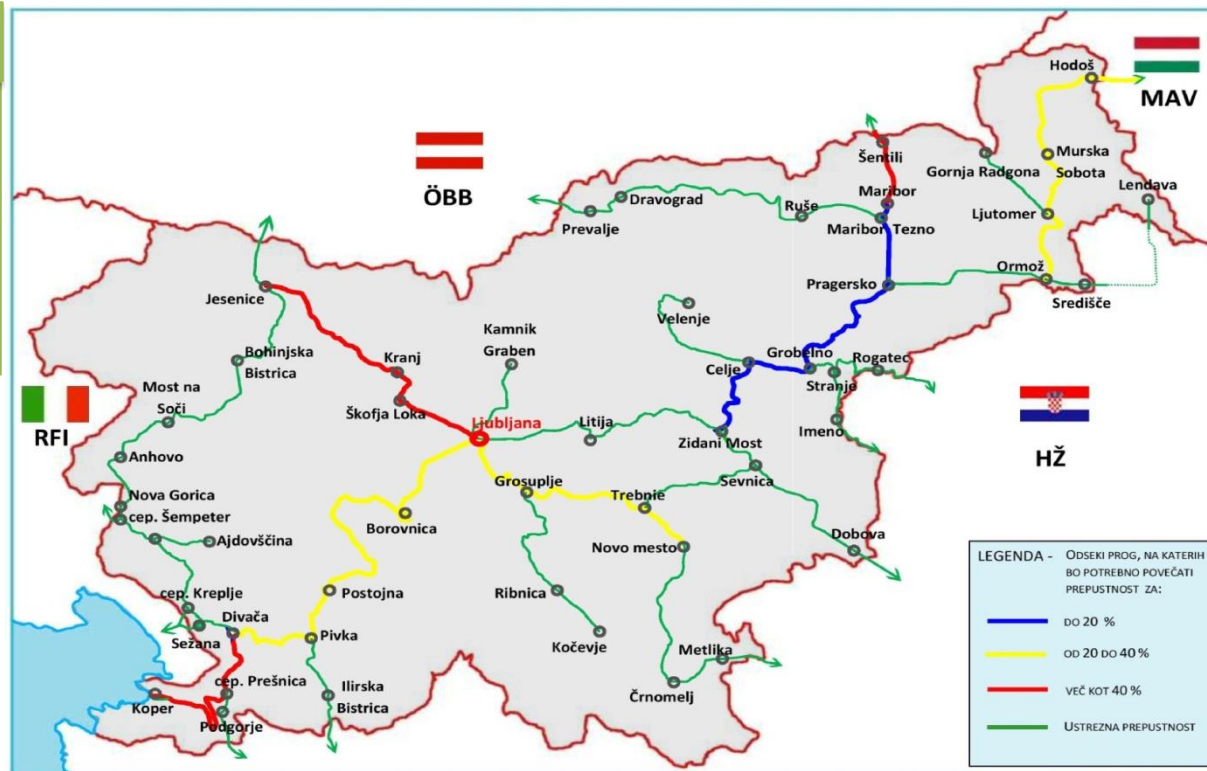 Hodoš
MAV
Šentilj
Murska
Sobota
Gornja Radgona
Lendava
ÖBB
Maribor
Dravograd
Ruše
Ljutomer
Prevalje
Maribor Tezno
Ormož
Jesenice
Pragersko
Središče
Velenje
Kamnik
Graben
Bohinjska
Bistrica
Kranj
Grobelno
Rogatec
Celje
Stranje
Most na
Soči
Škofja Loka
RFI
Ljubljana
Litija
Zidani Most
Imeno
HŽ
Anhovo
Sevnica
Grosuplje
Trebnje
Nova Gorica
cep. Šempeter
Borovnica
Ajdovščina
Novo mesto
Dobova
cep. Kreplje
Postojna
Ribnica
Divača
Sežana
Pivka
Kočevje
Metlika
cep. Prešnica
Ilirska
Bistrica
Črnomelj
Koper
Podgorje
LEGENDA - ODSEKI PROG, NA KATERIH
BO POTREBNO POVEČATI
PREPUSTNOST ZA:
DO 20 %
OD 20 DO 40 %
VEČ KOT 40 %
USTREZNA PREPUSTNOST